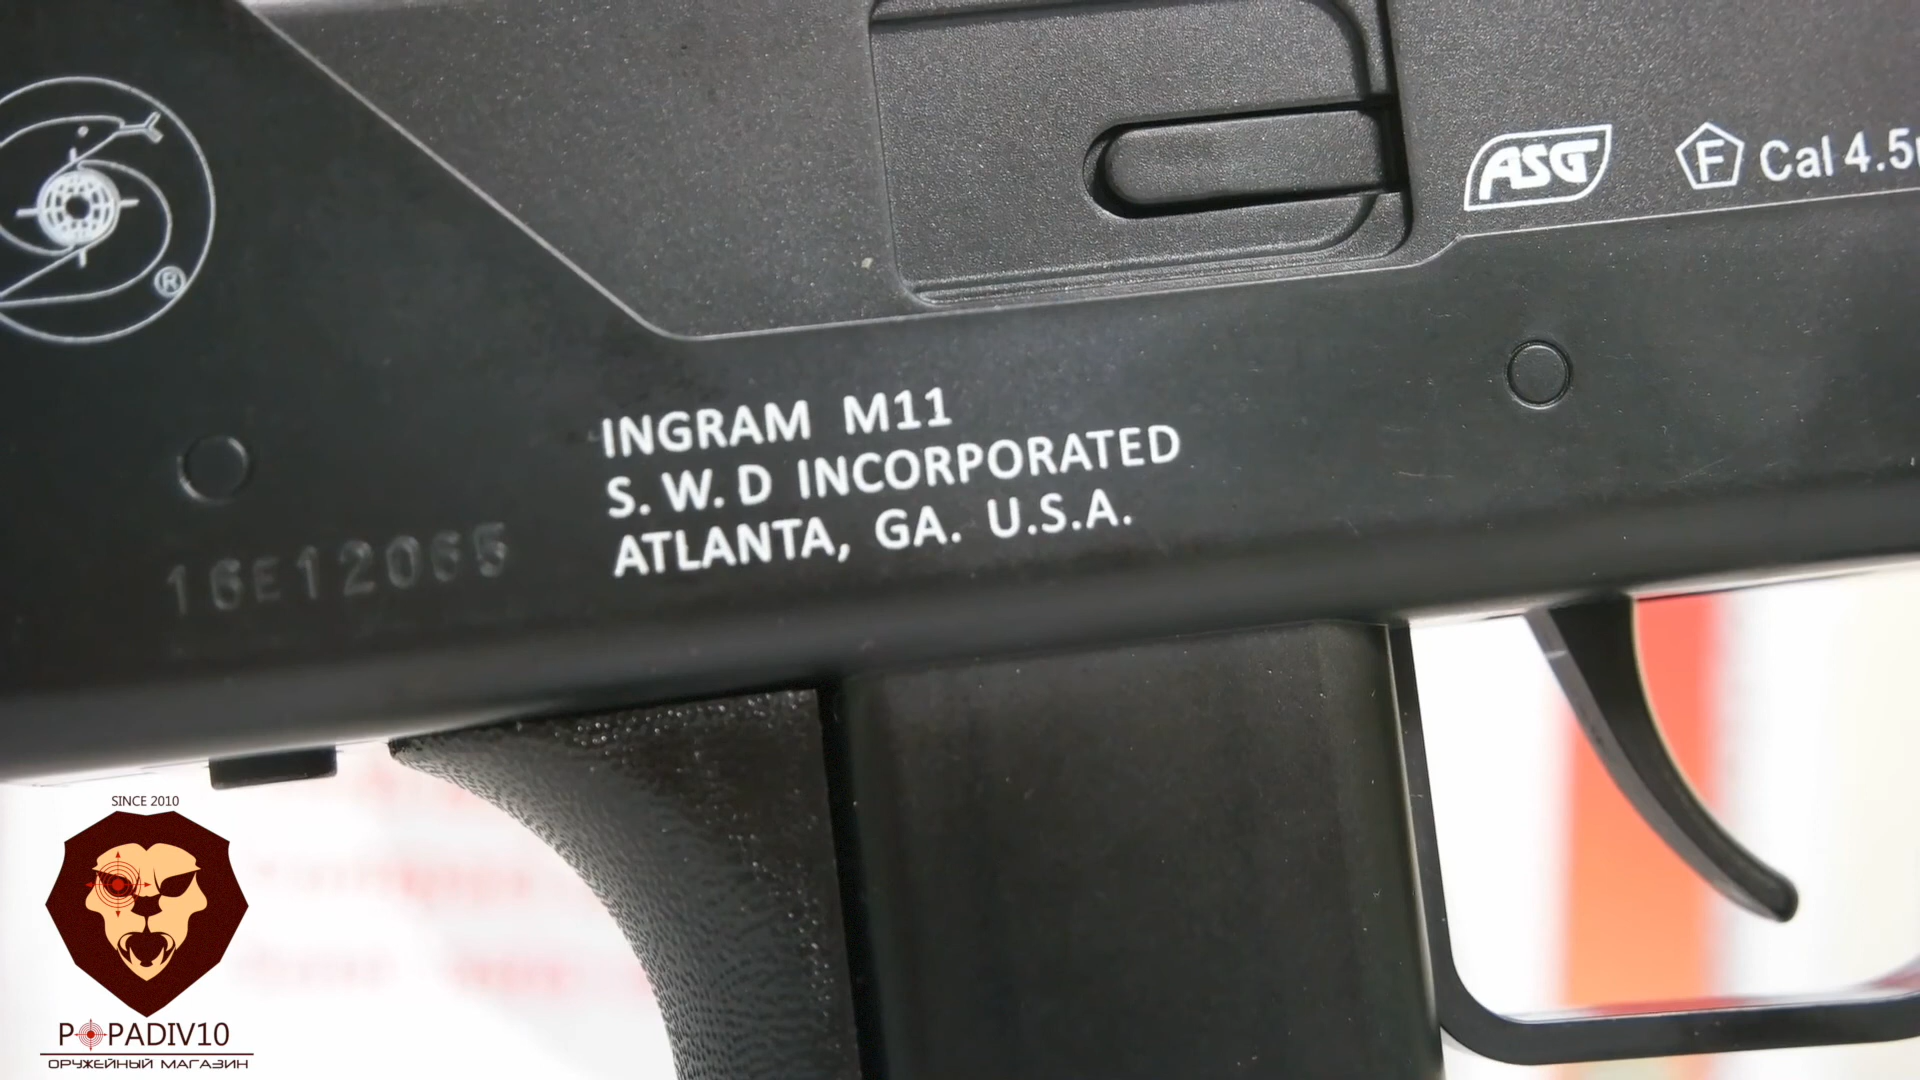 ®
ASG
F Cal 4.5
INGRAM M11
S. W. D INCORPORATED
ATLANTA, GA. U.S.A.
16E12065
SINCE 2010
POPADIV10
ОРУЖЕЙНЫЙ МАГАЗИН